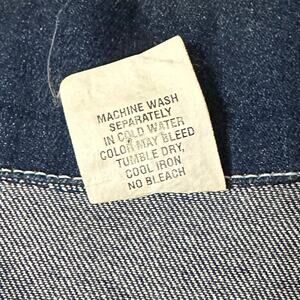 MACHINE WASH
SEPARATELY
IN COLD WATER
COLOR MAY BLEED
TUMBLE DRY,
COOL IRON
NO BLEACH